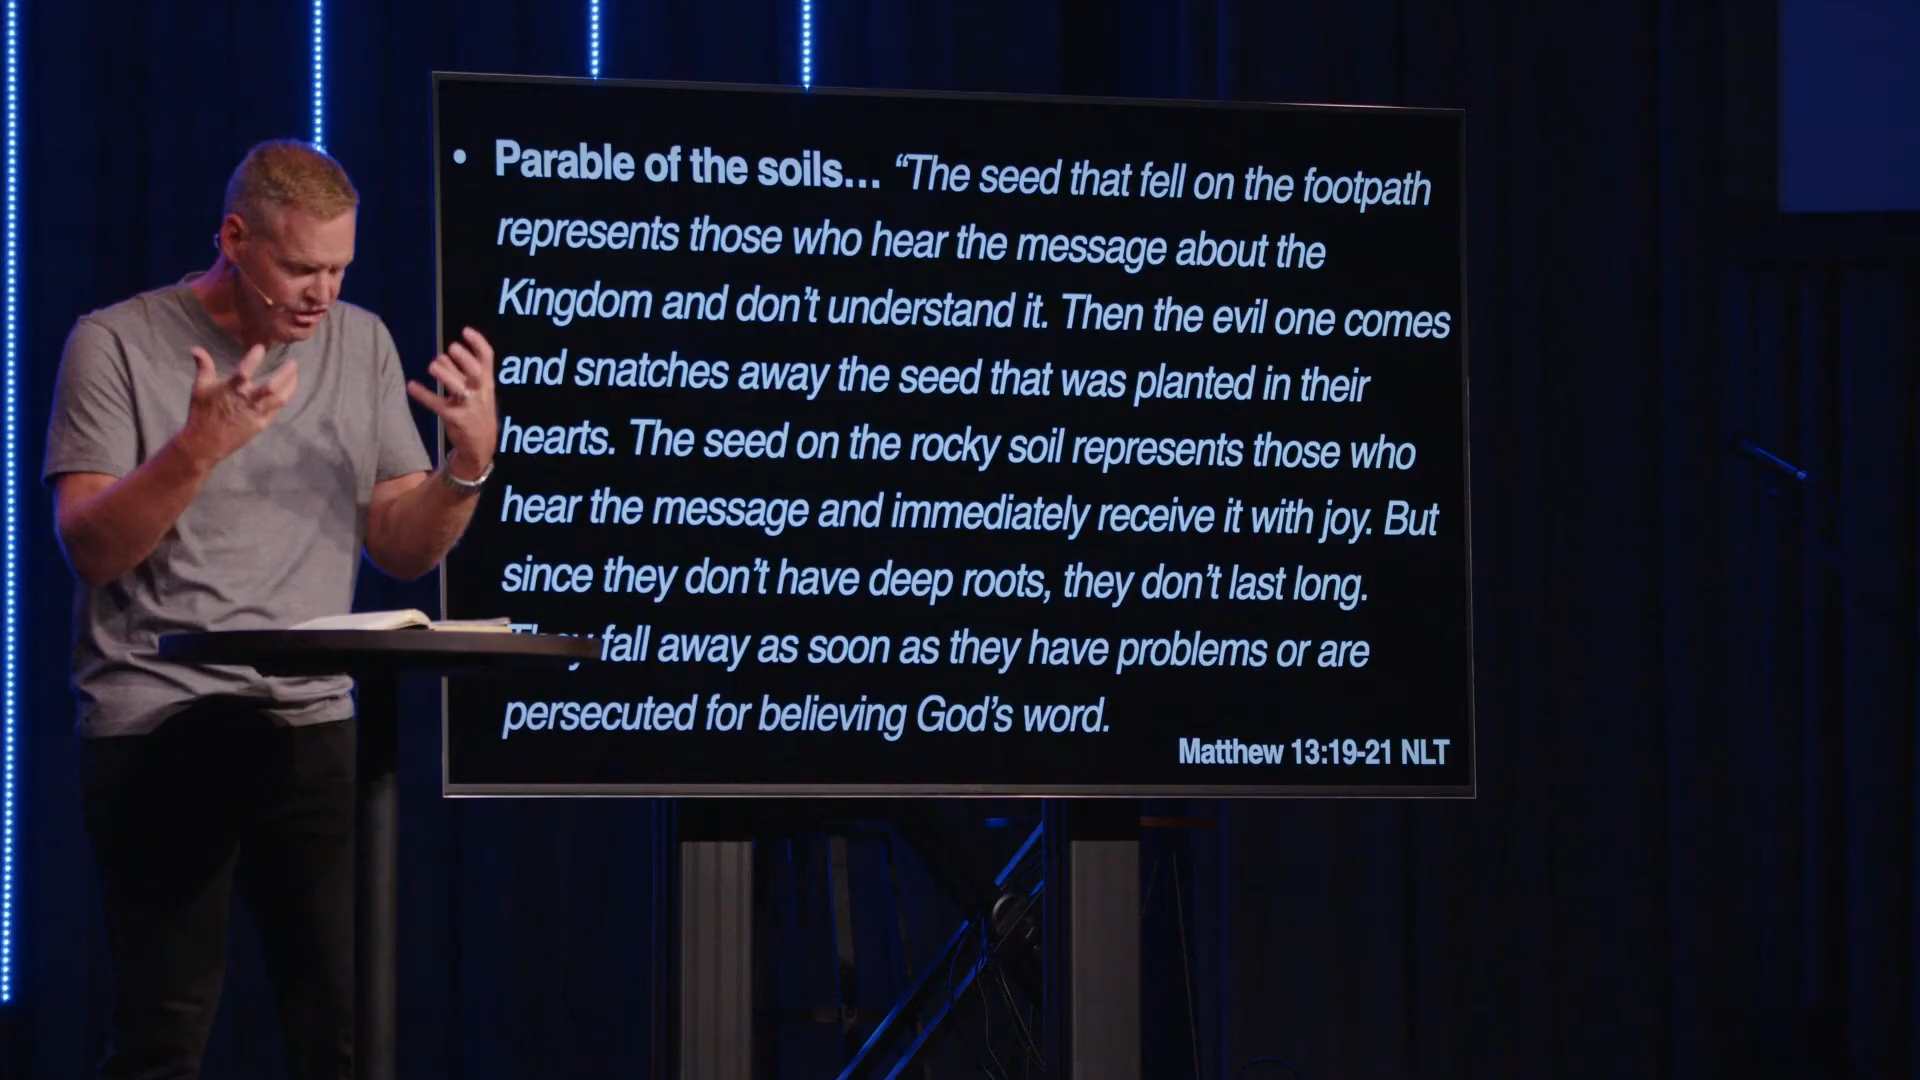 • Parable of the soils... “The seed that fell on the footpath
represents those who hear the message about the
Kingdom and don’t understand it. Then the evil one comes
and snatches away the seed that was planted in their
hearts. The seed on the rocky soil represents those who
hear the message and immediately receive it with joy. But
since they don’t have deep roots, they don’t last long.
They fall away as soon as they have problems or are
persecuted for believing God’s word.
Matthew 13:19-21 NLT